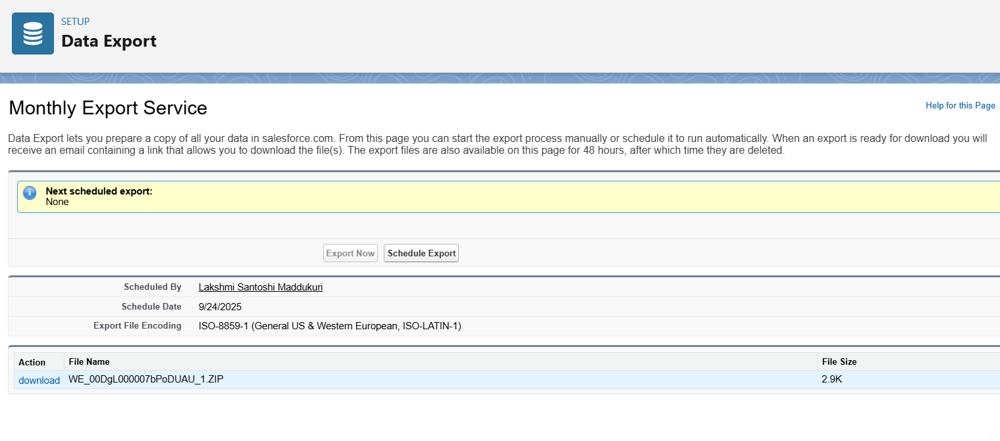 SETUP
Data Export
Monthly Export Service
Help for this Page
Data Export lets you prepare a copy of all your data in salesforce.com. From this page you can start the export process manually or schedule it to run automatically. When an export is ready for download you will
receive an email containing a link that allows you to download the file(s). The export files are also available on this page for 48 hours, after which time they are deleted.
i
Next scheduled export:
None
Export Now Schedule Export
Scheduled By Lakshmi Santoshi Maddukuri
Schedule Date 9/24/2025
Export File Encoding ISO-8859-1 (General US & Western European, ISO-LATIN-1)
Action File Name File Size
download WE_00DgL000007bPoDUAU_1.ZIP 2.9K